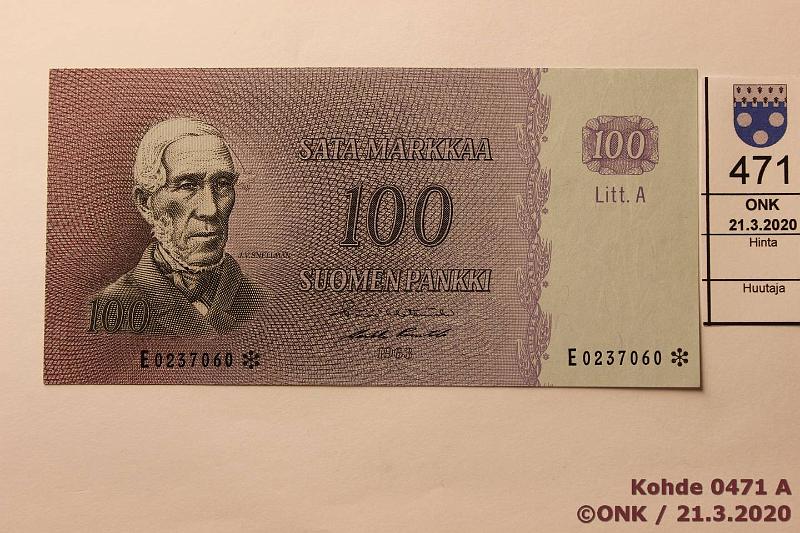 SATA MARKKAA
100
J.V. SNELLMAN
SUOMEN PANKKI
1963
100
E0237060*
100
Litt. A
E0237060*
471
ONK
21.3.2020
Hinta
Huutaja
Kohde 0471 A
©ONK / 21.3.2020